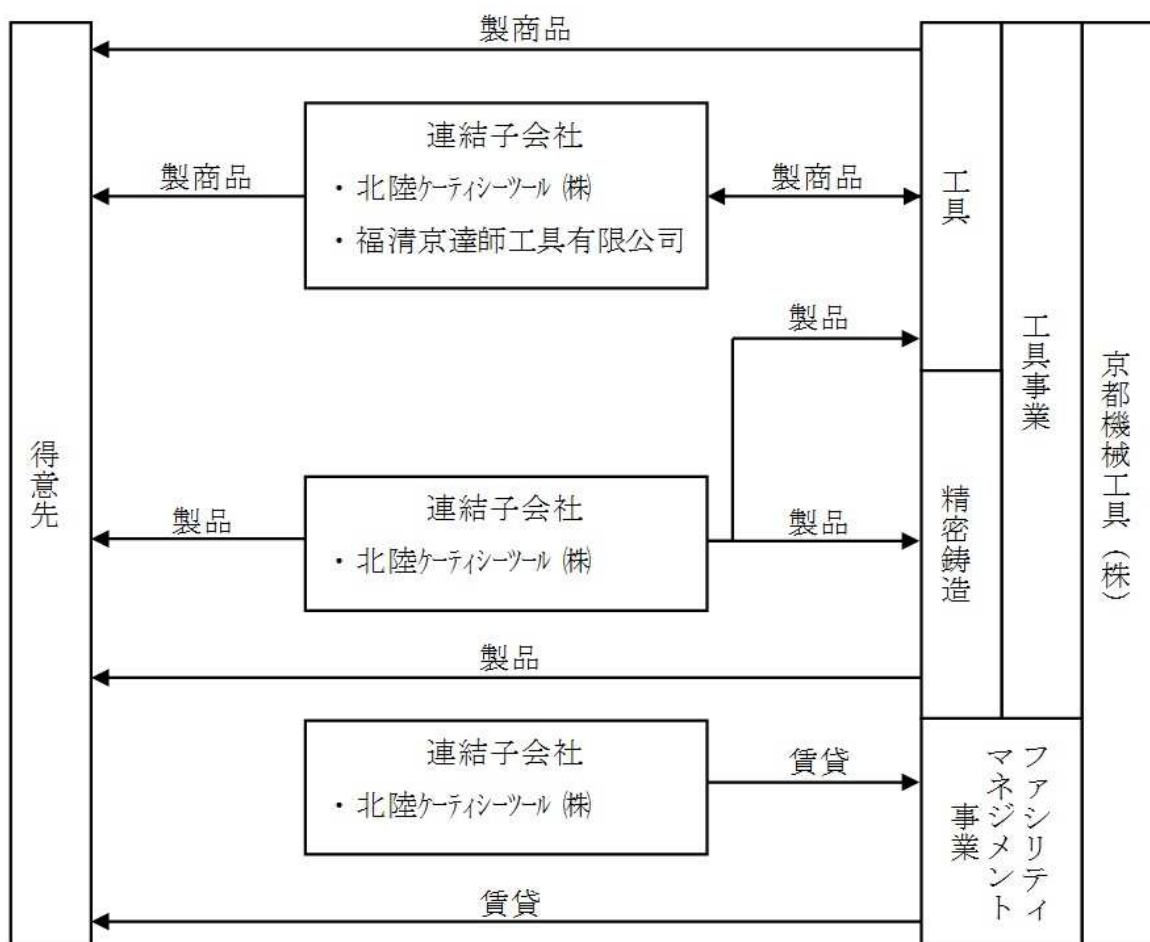 製商品
連結子会社
・北陸ｹｰﾃｨｼｰﾂｰﾙ ㈱
・福清京達師工具有限公司
製商品
製商品
工具
製品
工具事業
京都機械工具（株）
得意先
連結子会社
・北陸ｹｰﾃｨｼｰﾂｰﾙ ㈱
製品
製品
精密鋳造
製品
連結子会社
・北陸ｹｰﾃｨｼｰﾂｰﾙ ㈱
賃貸
ファシリティ
マネジメント
事業
賃貸